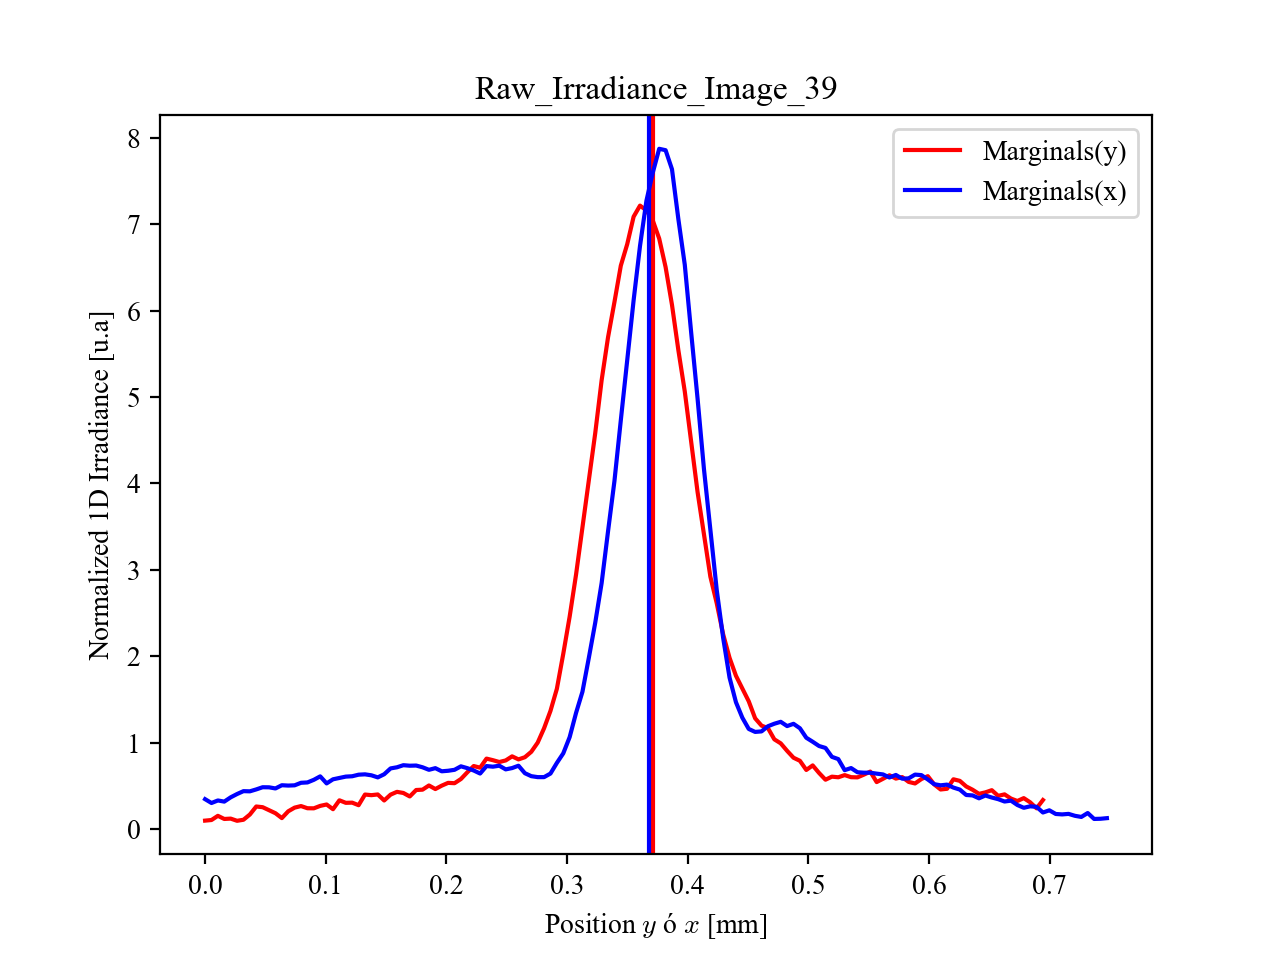 Raw_Irradiance_Image_39
Marginals(y)
Marginals(x)
Normalized 1D Irradiance [u.a]
8
7
6
5
4
3
2
1
0
0.0 0.1 0.2 0.3 0.4 0.5 0.6 0.7
Position y ó x [mm]